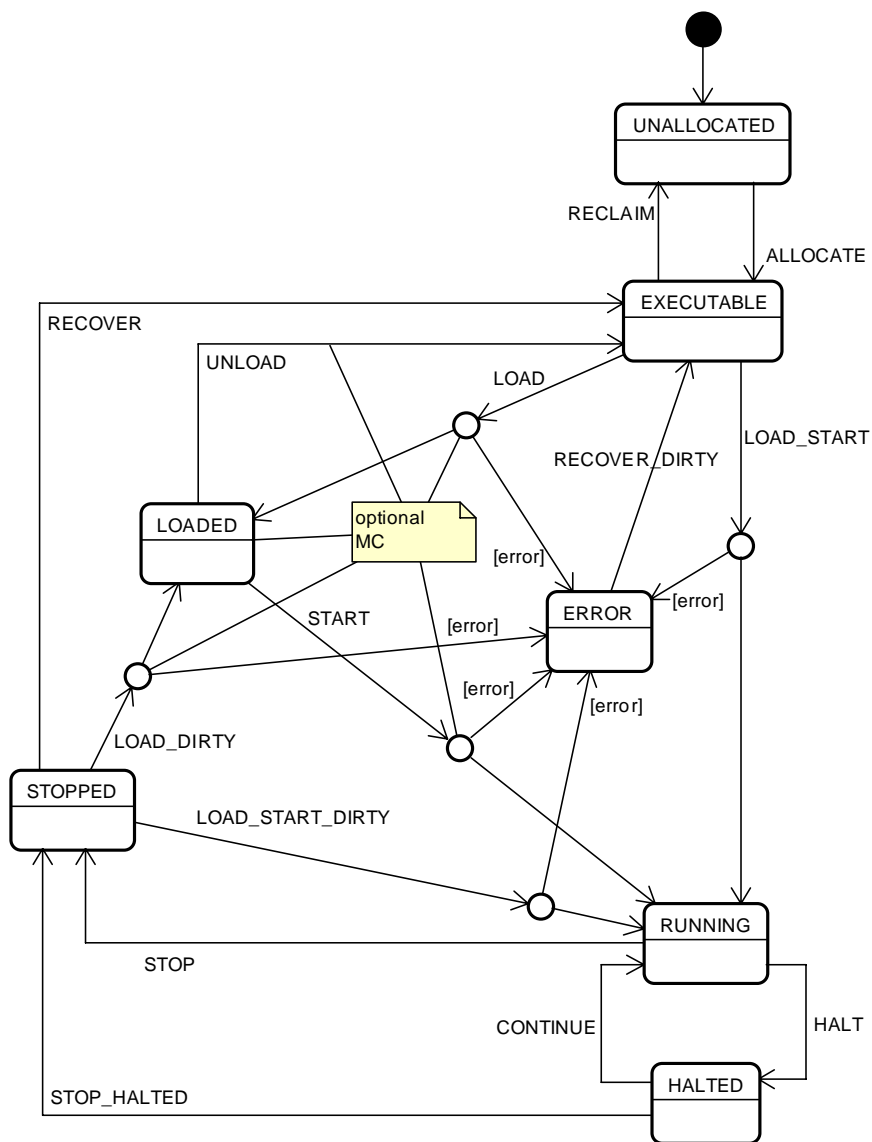 UNALLOCATED
RECLAIM
ALLOCATE
EXECUTABLE
RECOVER
UNLOAD
LOAD
LOAD_START
RECOVER_DIRTY
LOADED
optional
MC
[error]
[error]
START
[error]
ERROR
[error]
[error]
LOAD_DIRTY
STOPPED
LOAD_START_DIRTY
RUNNING
STOP
CONTINUE
HALT
HALTED
STOP_HALTED